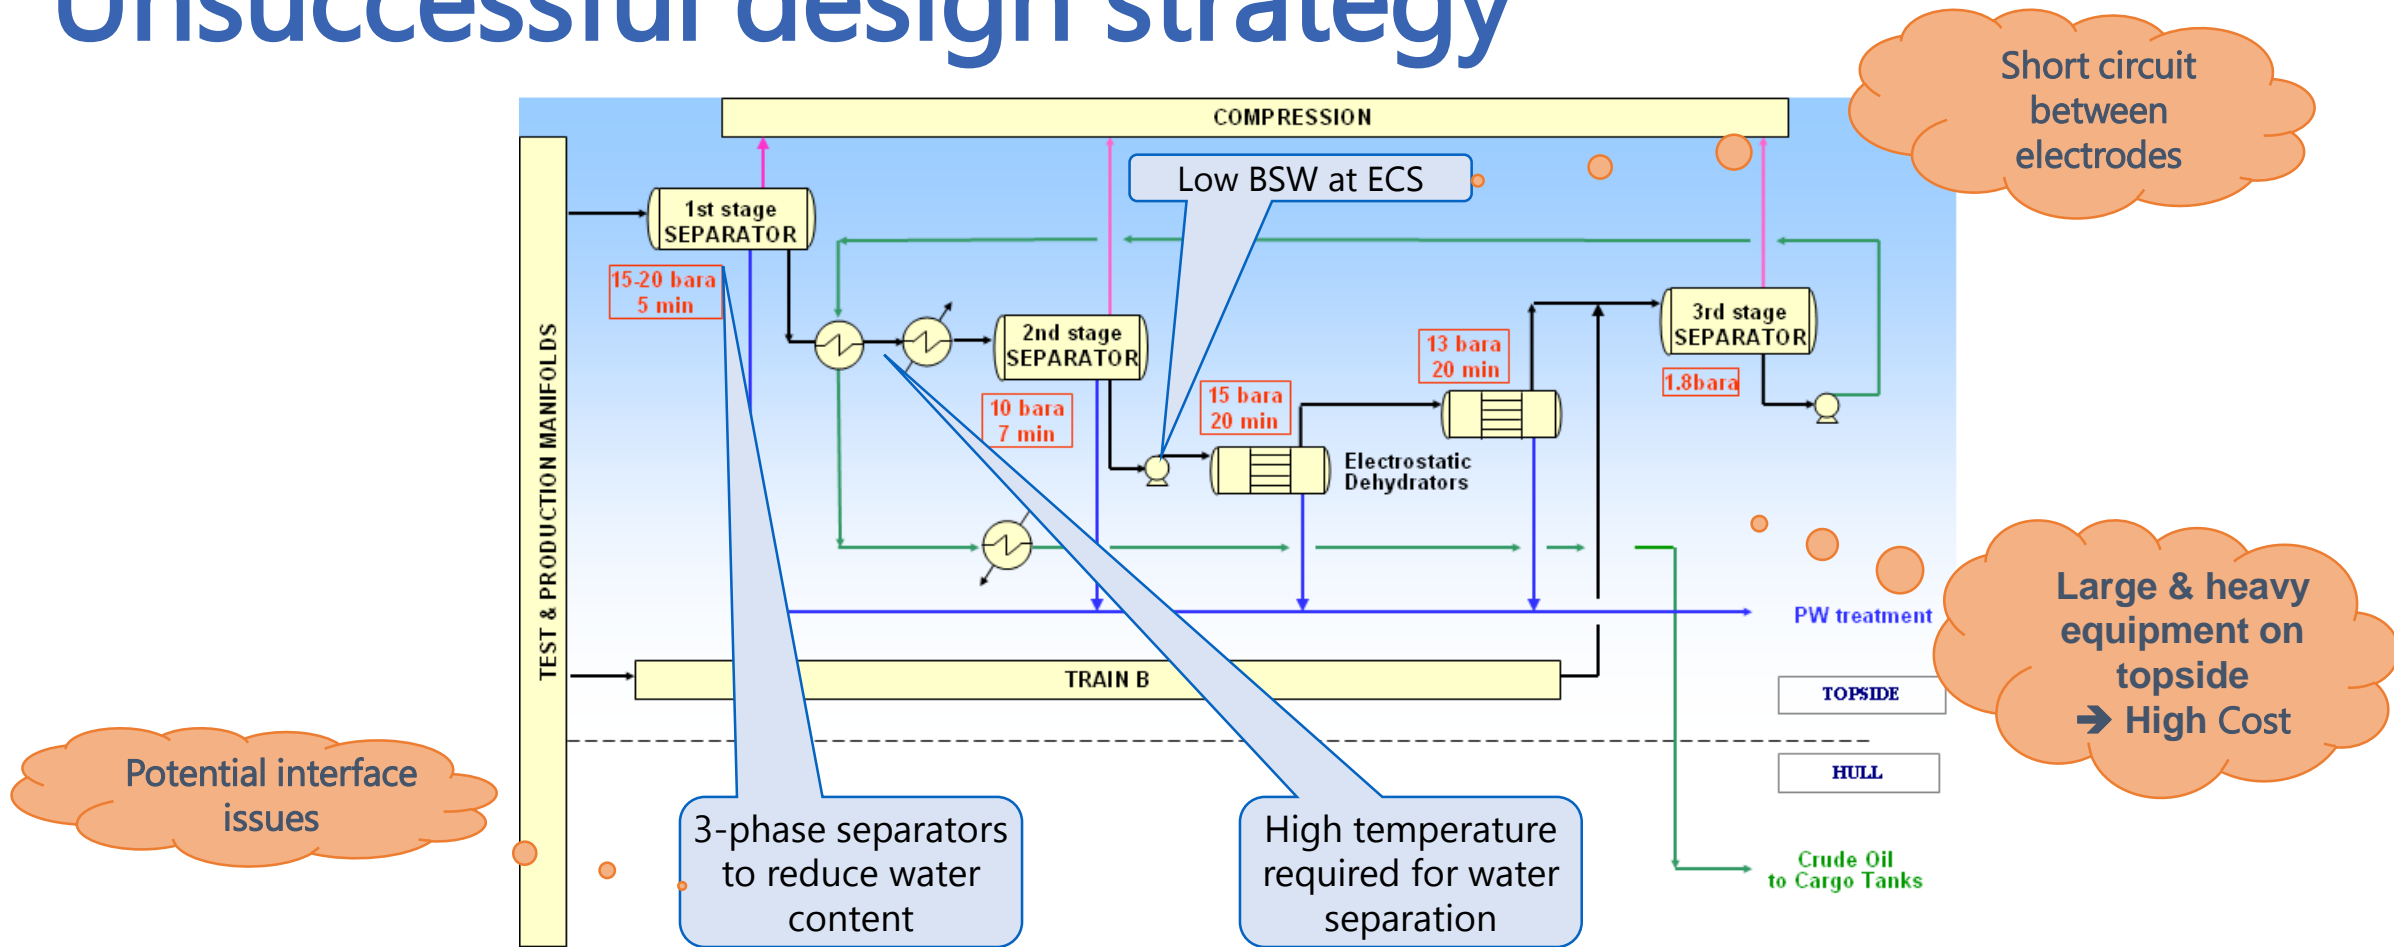 Unsuccessful design strategy
Short circuit
between
electrodes
COMPRESSION
Low BSW at ECS
1st stage
SEPARATOR
15-20 bara
5 min
2nd stage
SEPARATOR
10 bara
7 min
15 bara
20 min
13 bara
20 min
3rd stage
SEPARATOR
1.8bara
Electrostatic
Dehydrators
TEST & PRODUCTION MANIFOLDS
PW treatment
Large & heavy
equipment on
topside
➔ High Cost
TRAIN B
TOPSIDE
HULL
Potential interface
issues
3-phase separators
to reduce water
content
High temperature
required for water
separation
Crude Oil
to Cargo Tanks